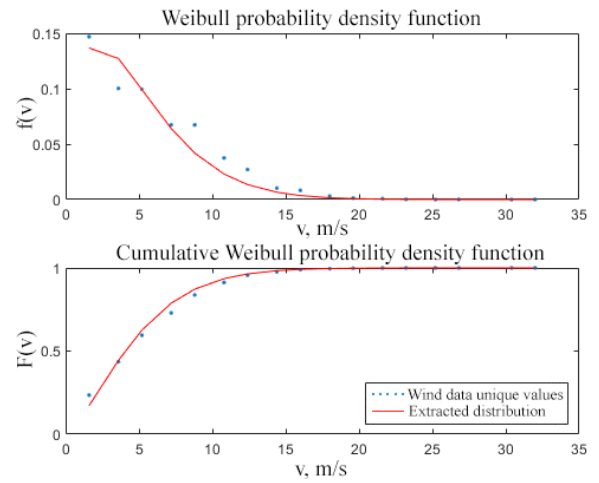 Weibull probability density function
0.15
0.1
0.05
0
f(v)
0 5 10 15 20 25 30 35
v, m/s
Cumulative Weibull probability density function
1
0.5
0
F(v)
Wind data unique values
Extracted distribution
0 5 10 15 20 25 30 35
v, m/s